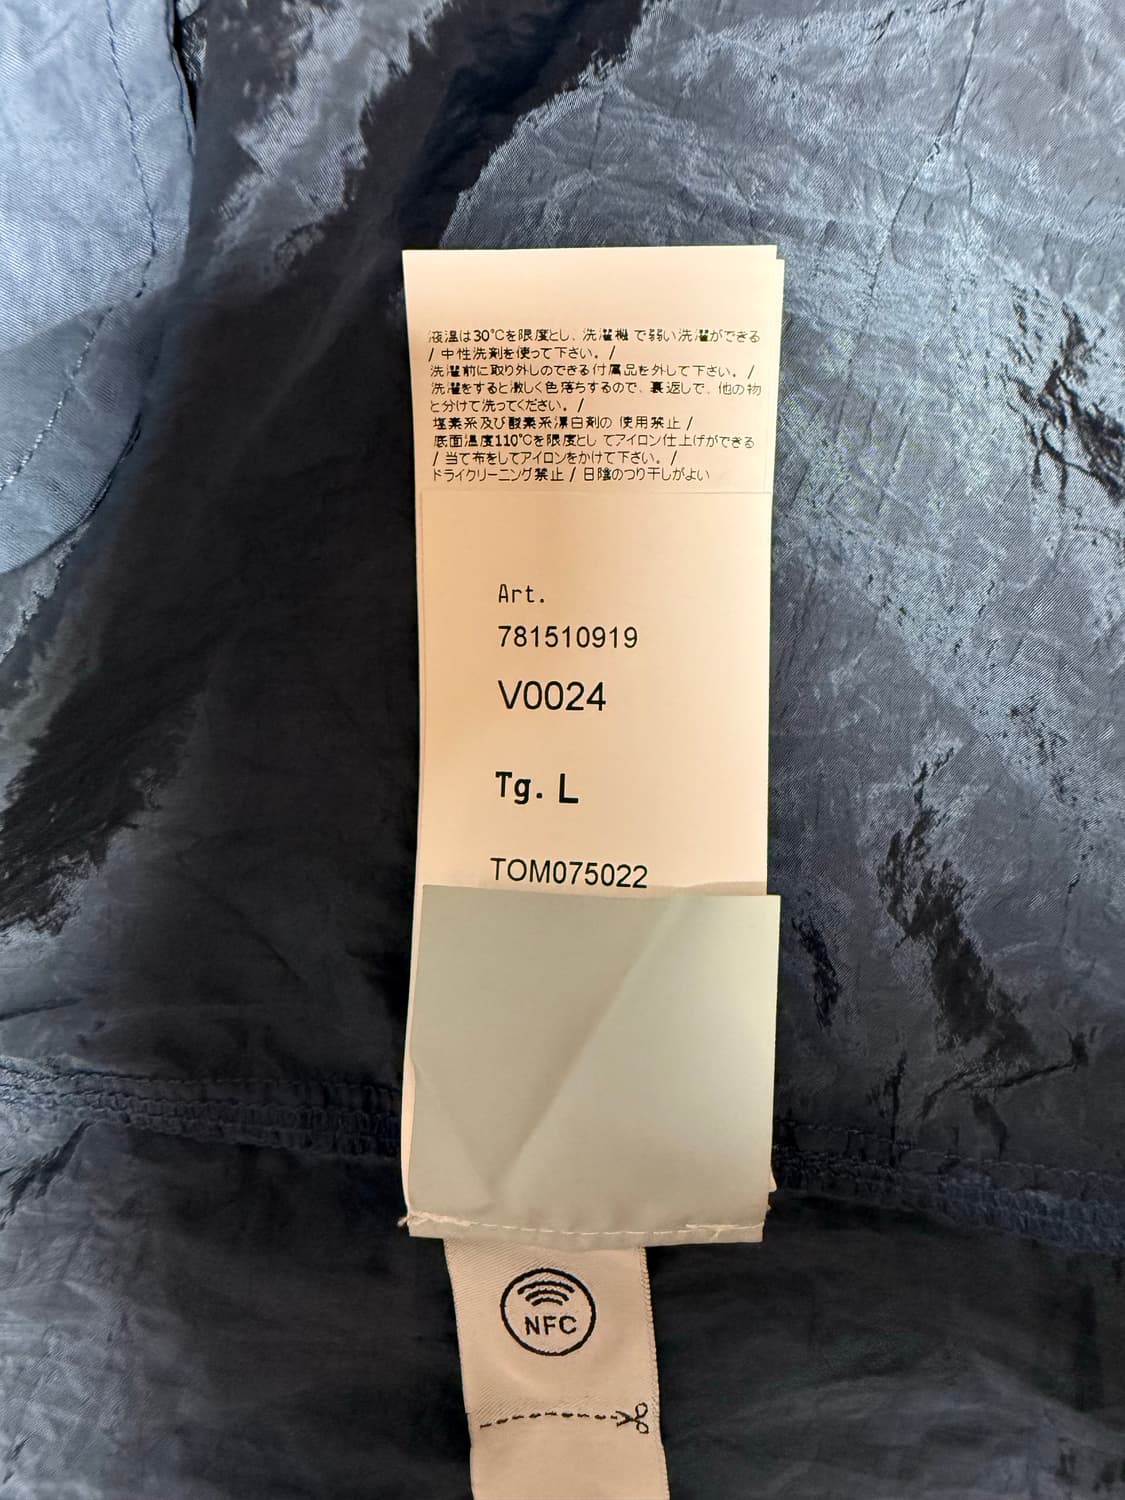 液温は30℃を限度とし、洗濯機 で弱い洗濯ができる
/ 中性洗剤を使って下さい。 /
洗濯前に取り外しのできる付属品を外して下さい。 /
洗濯をすると激しく色落ちするので、裏返しで、他の物
と分けて洗ってください。 /
塩素系及び酸素系漂白剤の 使用禁止 /
底面温度110℃を限度とし てアイロン仕上げができる
/ 当て布をしてアイロンをかけて下さい。 /
ドライクリーニング禁止 / 日陰のつり干しがよい
Art.
781510919
V0024
Tg. L
TOM075022
NFC